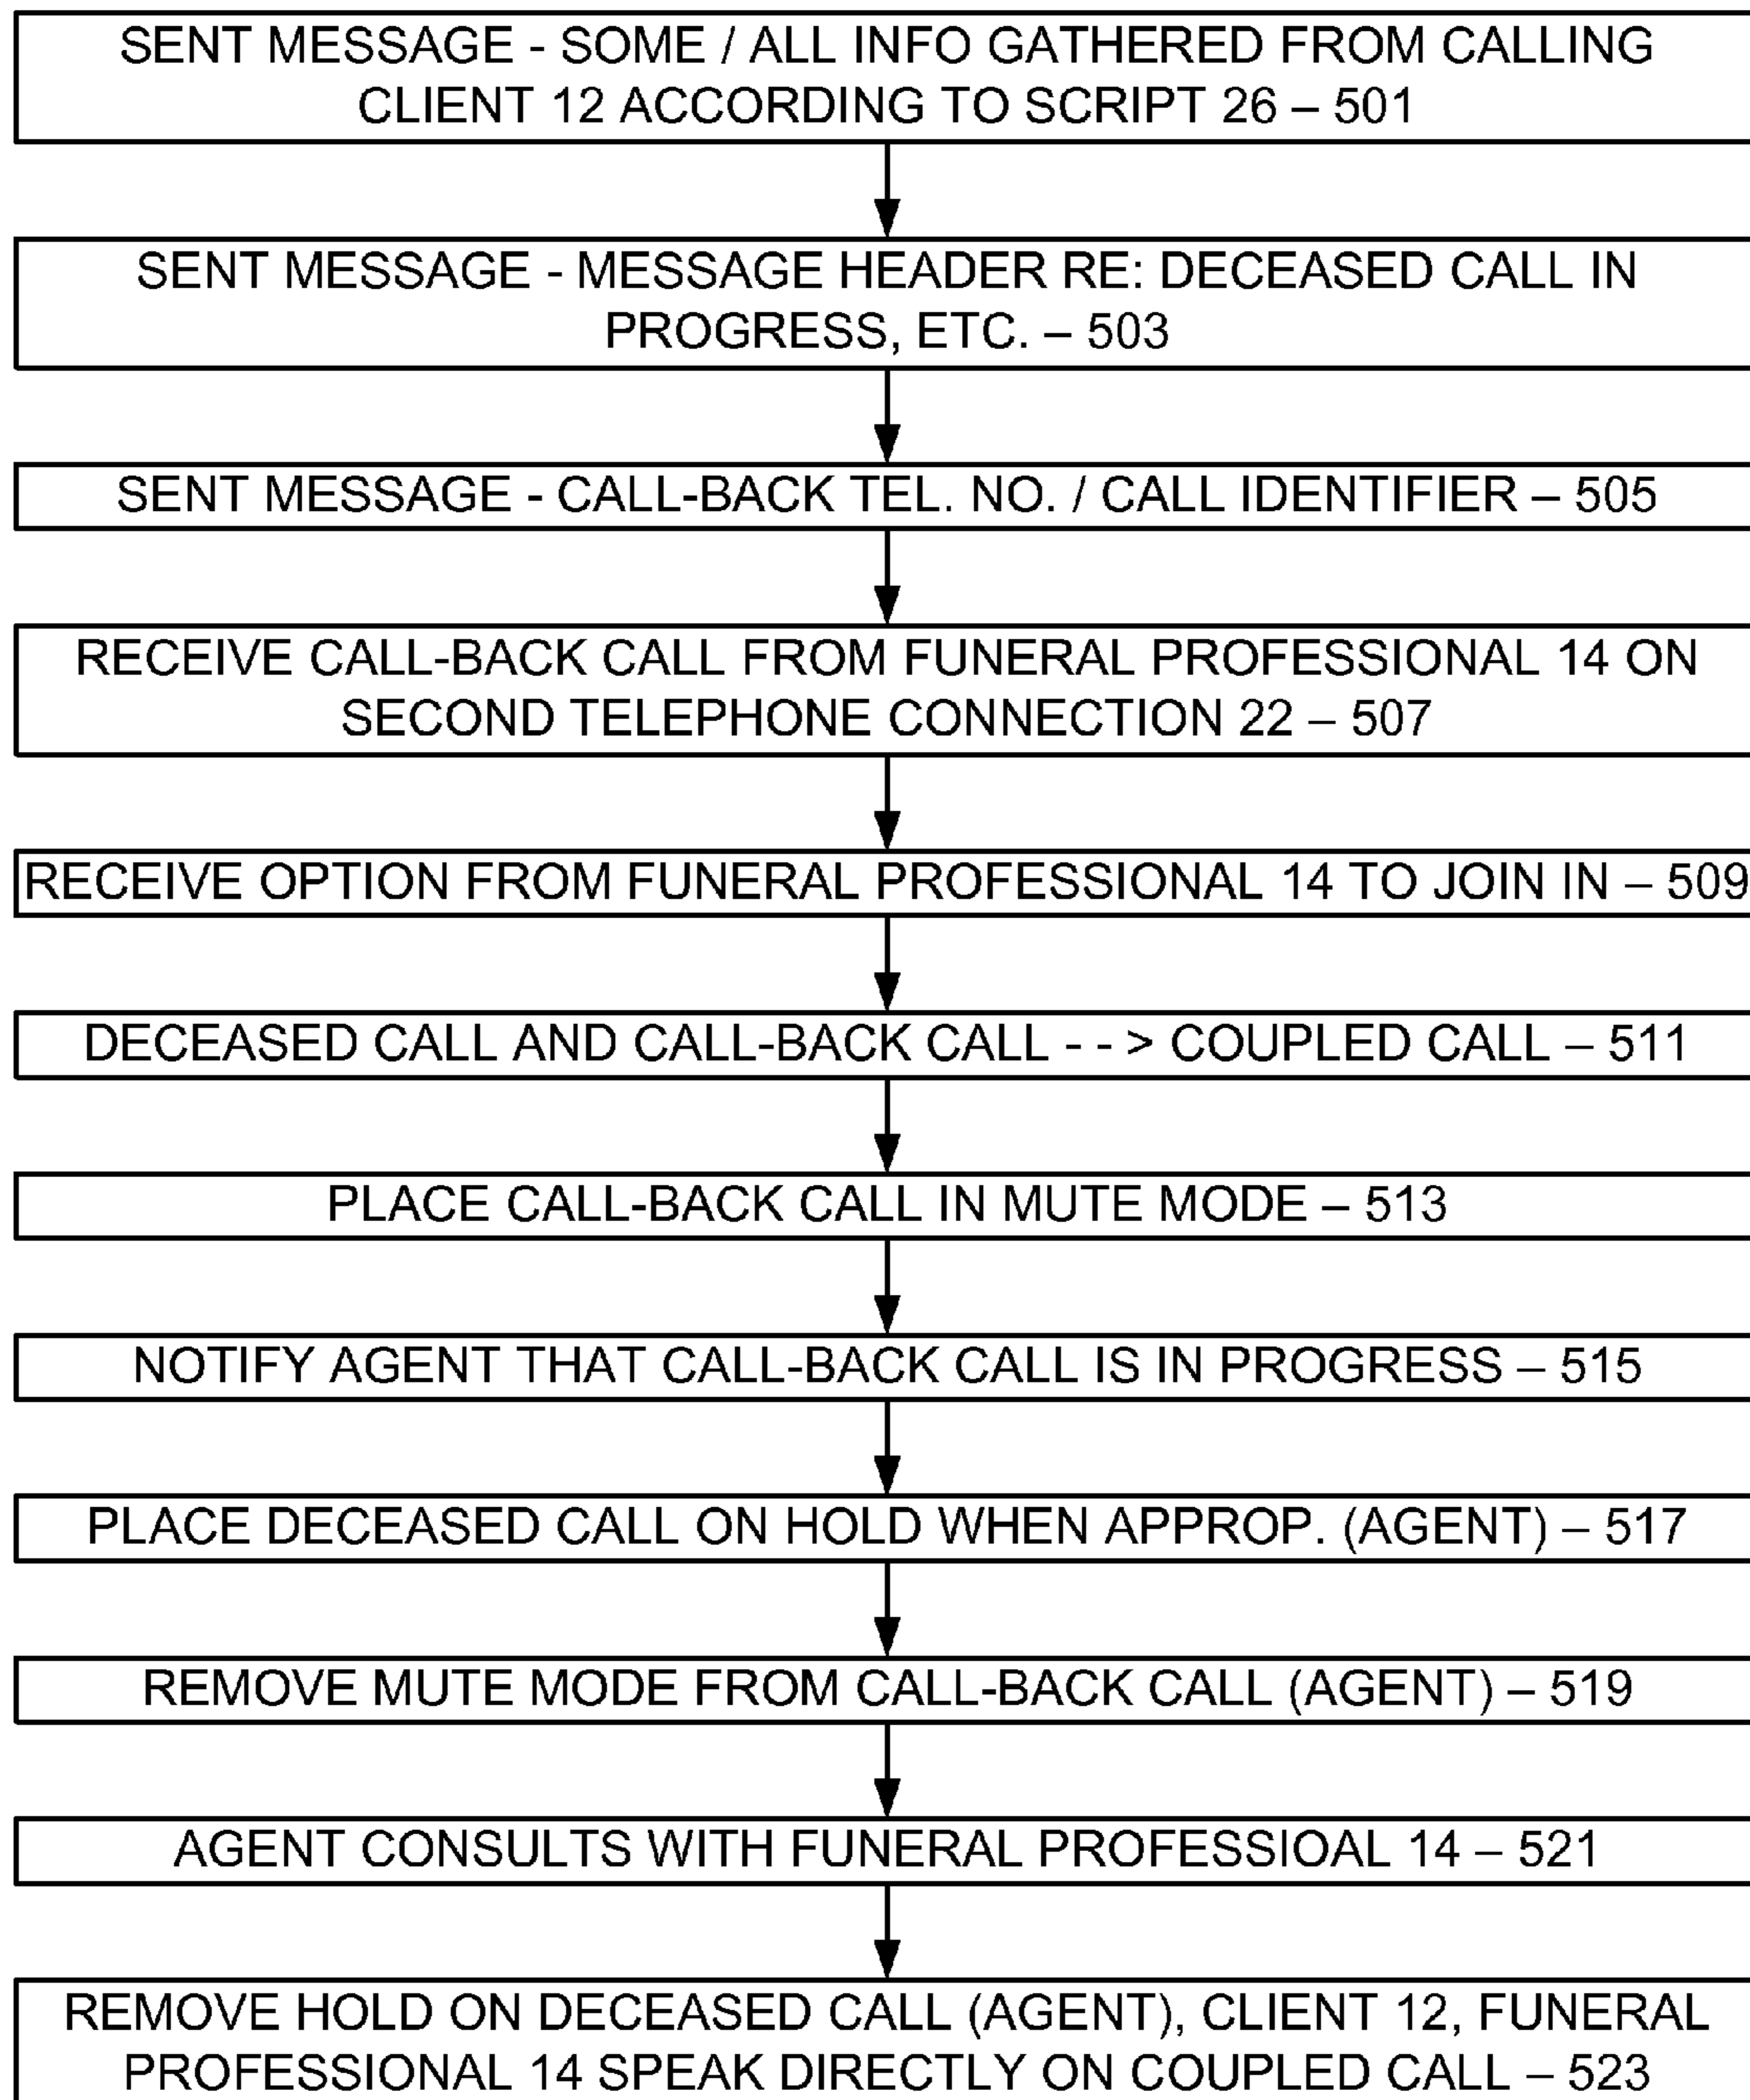 SENT MESSAGE - SOME / ALL INFO GATHERED FROM CALLING
CLIENT 12 ACCORDING TO SCRIPT 26 – 501
SENT MESSAGE - MESSAGE HEADER RE: DECEASED CALL IN
PROGRESS, ETC. – 503
SENT MESSAGE - CALL-BACK TEL. NO. / CALL IDENTIFIER – 505
RECEIVE CALL-BACK CALL FROM FUNERAL PROFESSIONAL 14 ON
SECOND TELEPHONE CONNECTION 22 – 507
RECEIVE OPTION FROM FUNERAL PROFESSIONAL 14 TO JOIN IN – 509
DECEASED CALL AND CALL-BACK CALL - - > COUPLED CALL – 511
PLACE CALL-BACK CALL IN MUTE MODE – 513
NOTIFY AGENT THAT CALL-BACK CALL IS IN PROGRESS – 515
PLACE DECEASED CALL ON HOLD WHEN APPROP. (AGENT) – 517
REMOVE MUTE MODE FROM CALL-BACK CALL (AGENT) – 519
AGENT CONSULTS WITH FUNERAL PROFESSIOAL 14 – 521
REMOVE HOLD ON DECEASED CALL (AGENT), CLIENT 12, FUNERAL
PROFESSIONAL 14 SPEAK DIRECTLY ON COUPLED CALL – 523